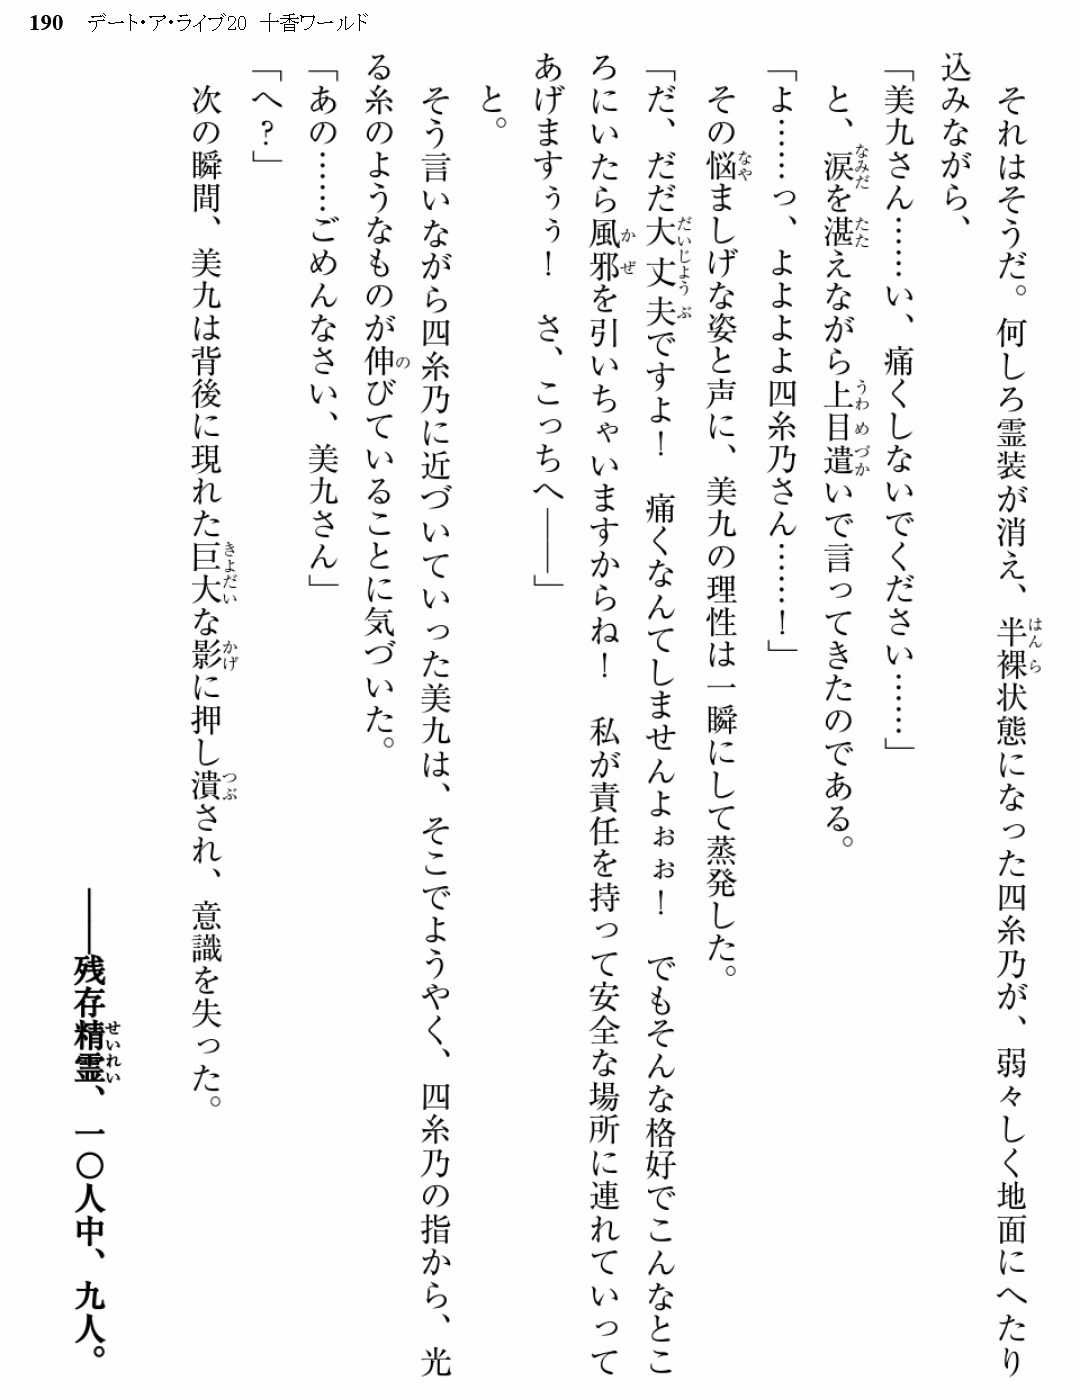 190 デート・ア・ライブ20 十香ワールド
　それはそうだ。何しろ霊装が消え、半裸状態になった四糸乃が、弱々しく地面にへたり
込みながら、
「美九さん……い、痛くしないでください……」
　と、涙を湛えながら上目遣いで言ってきたのである。
「よ……っ、よよよよ四糸乃さん……！」
　その悩ましげな姿と声に、美九の理性は一瞬にして蒸発した。
「だ、だだ大丈夫ですよ！　痛くなんてしませんよぉぉ！　でもそんな格好でこんなとこ
ろにいたら風邪を引いちゃいますからね！　私が責任を持って安全な場所に連れていって
あげますぅぅ！　さ、こっちへ――」
　と。
　そう言いながら四糸乃に近づいていった美九は、そこでようやく、四糸乃の指から、光
る糸のようなものが伸びていることに気づいた。
「あの……ごめんなさい、美九さん」
「へ？」
　次の瞬間、美九は背後に現れた巨大な影に押し潰され、意識を失った。
――残存精霊、一〇人中、九人。